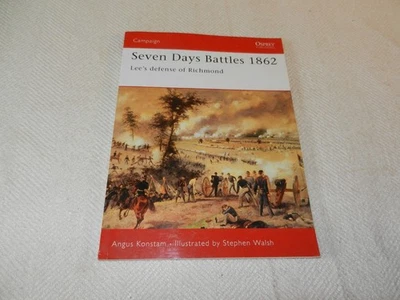 Campaign
OSPREY
Seven Days Battles 1862
Lee's defense of Richmond
Angus Konstam • Illustrated by Stephen Walsh